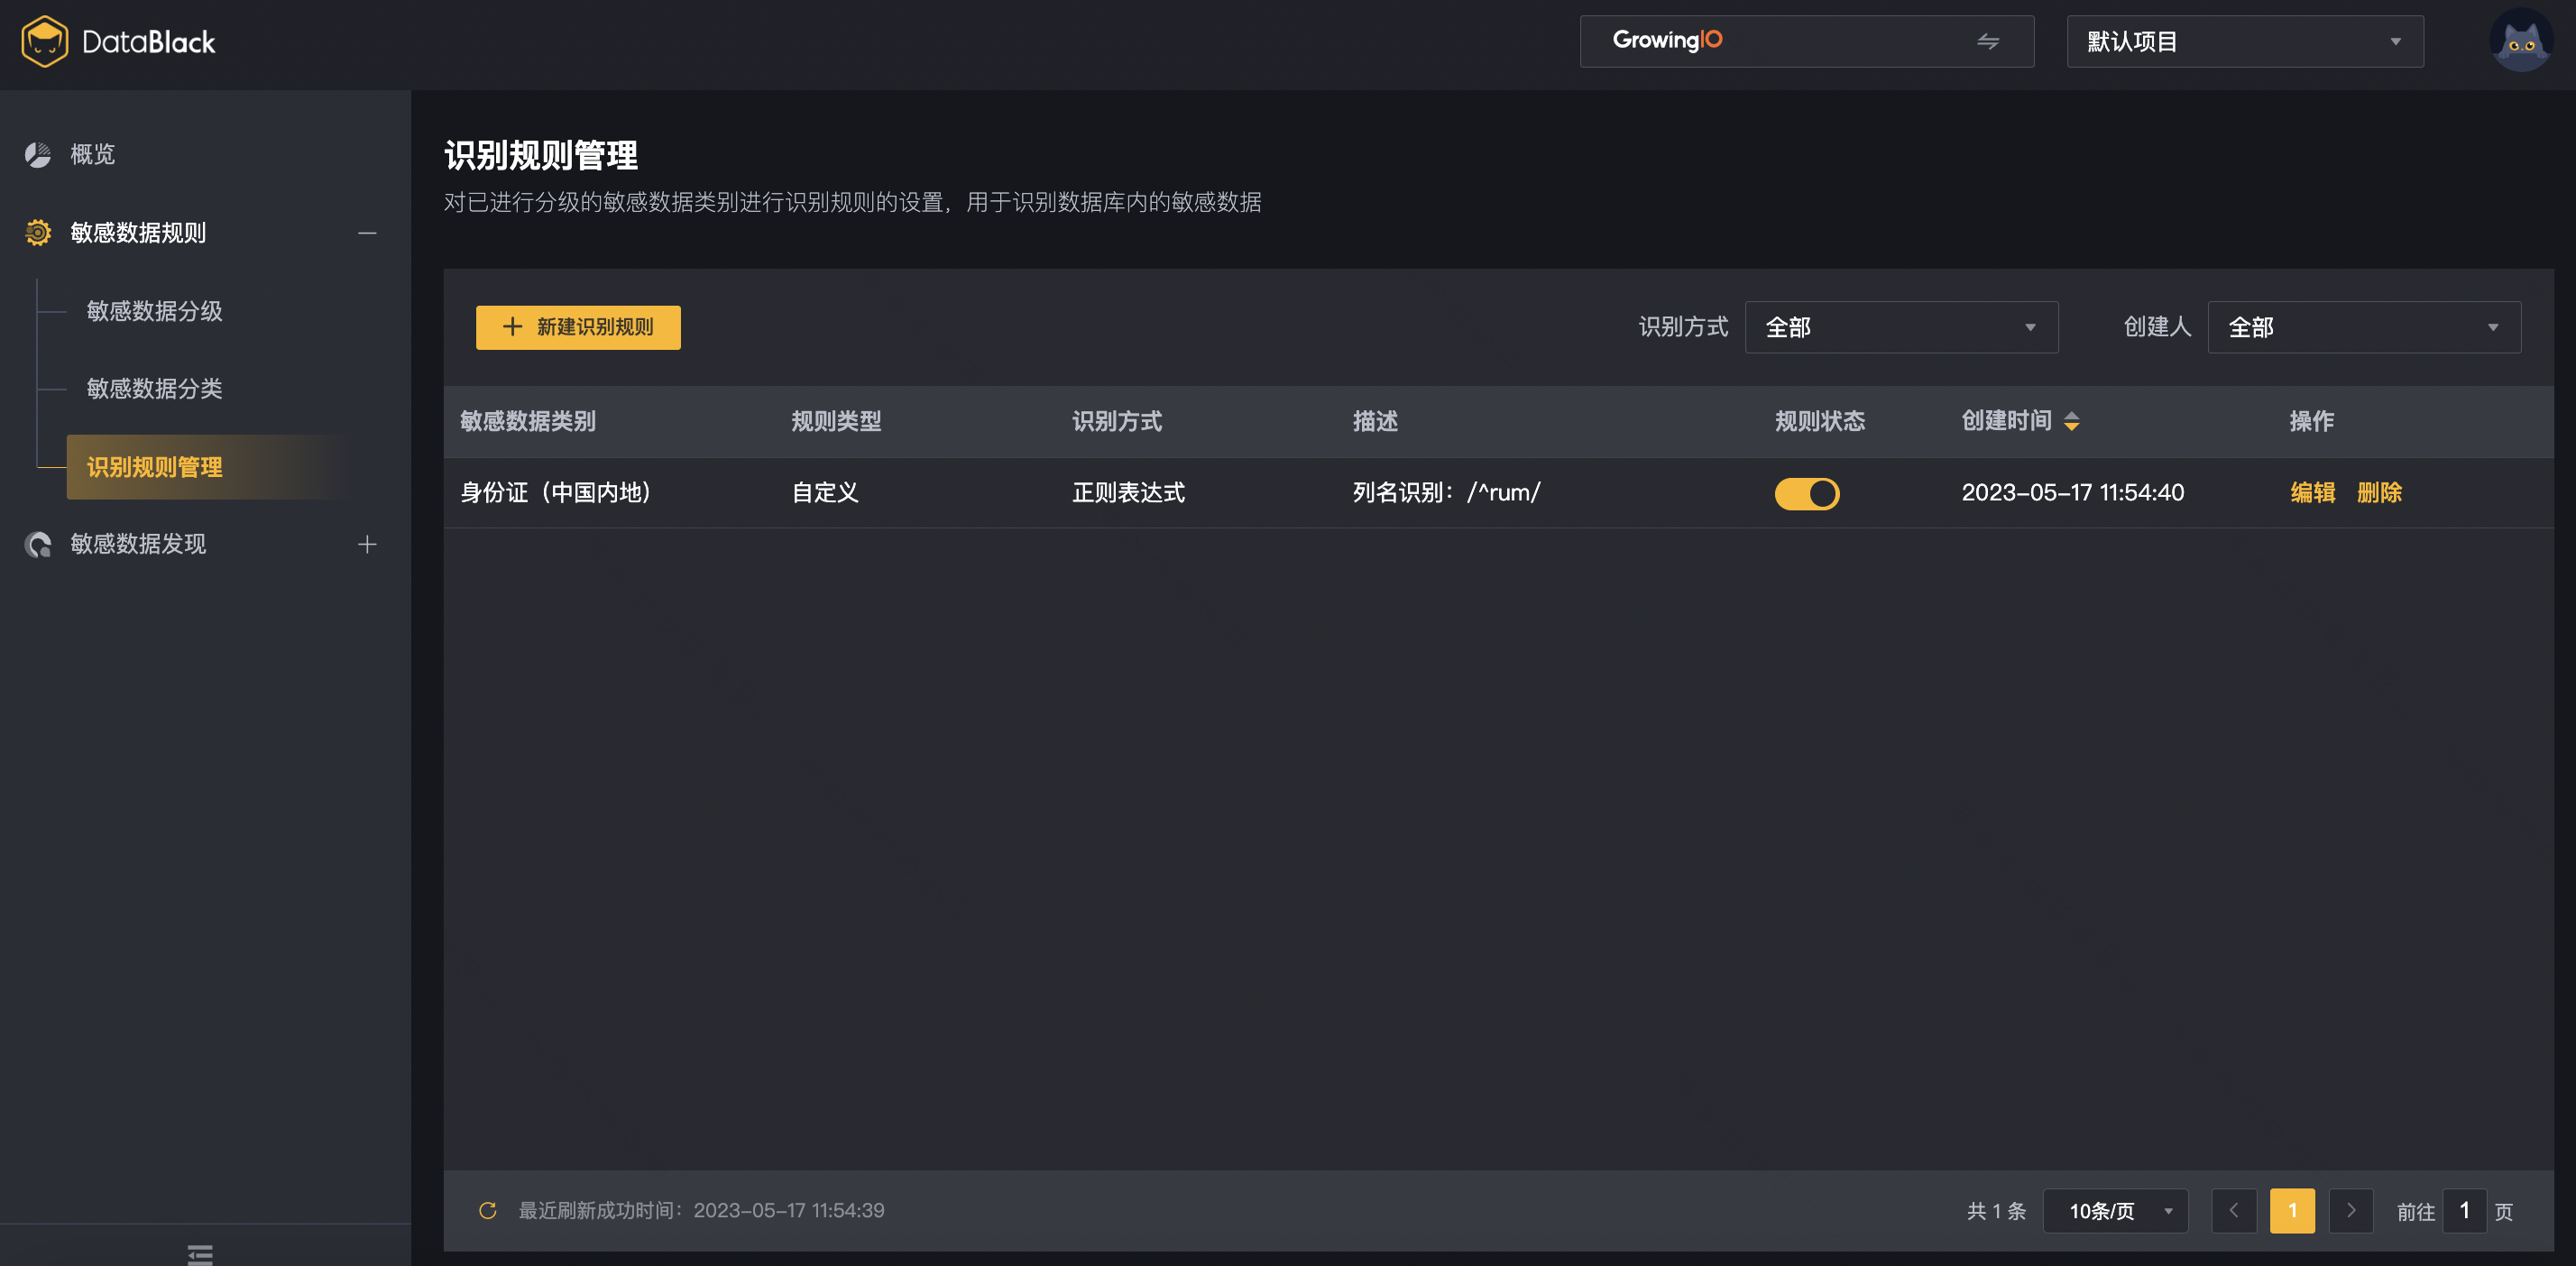 DataBlack
GrowingIO
默认项目
概览
敏感数据规则
敏感数据分级
敏感数据分类
识别规则管理
敏感数据发现
识别规则管理
对已进行分级的敏感数据类别进行识别规则的设置，用于识别数据库内的敏感数据
新建识别规则
识别方式 全部 创建人 全部
敏感数据类别 规则类型 识别方式 描述 规则状态 创建时间 操作
身份证（中国内地） 自定义 正则表达式 列名识别：/^rum/ 2023-05-17 11:54:40 编辑 删除
最近刷新成功时间：2023-05-17 11:54:39
共 1 条 10条/页 1 前往 1 页